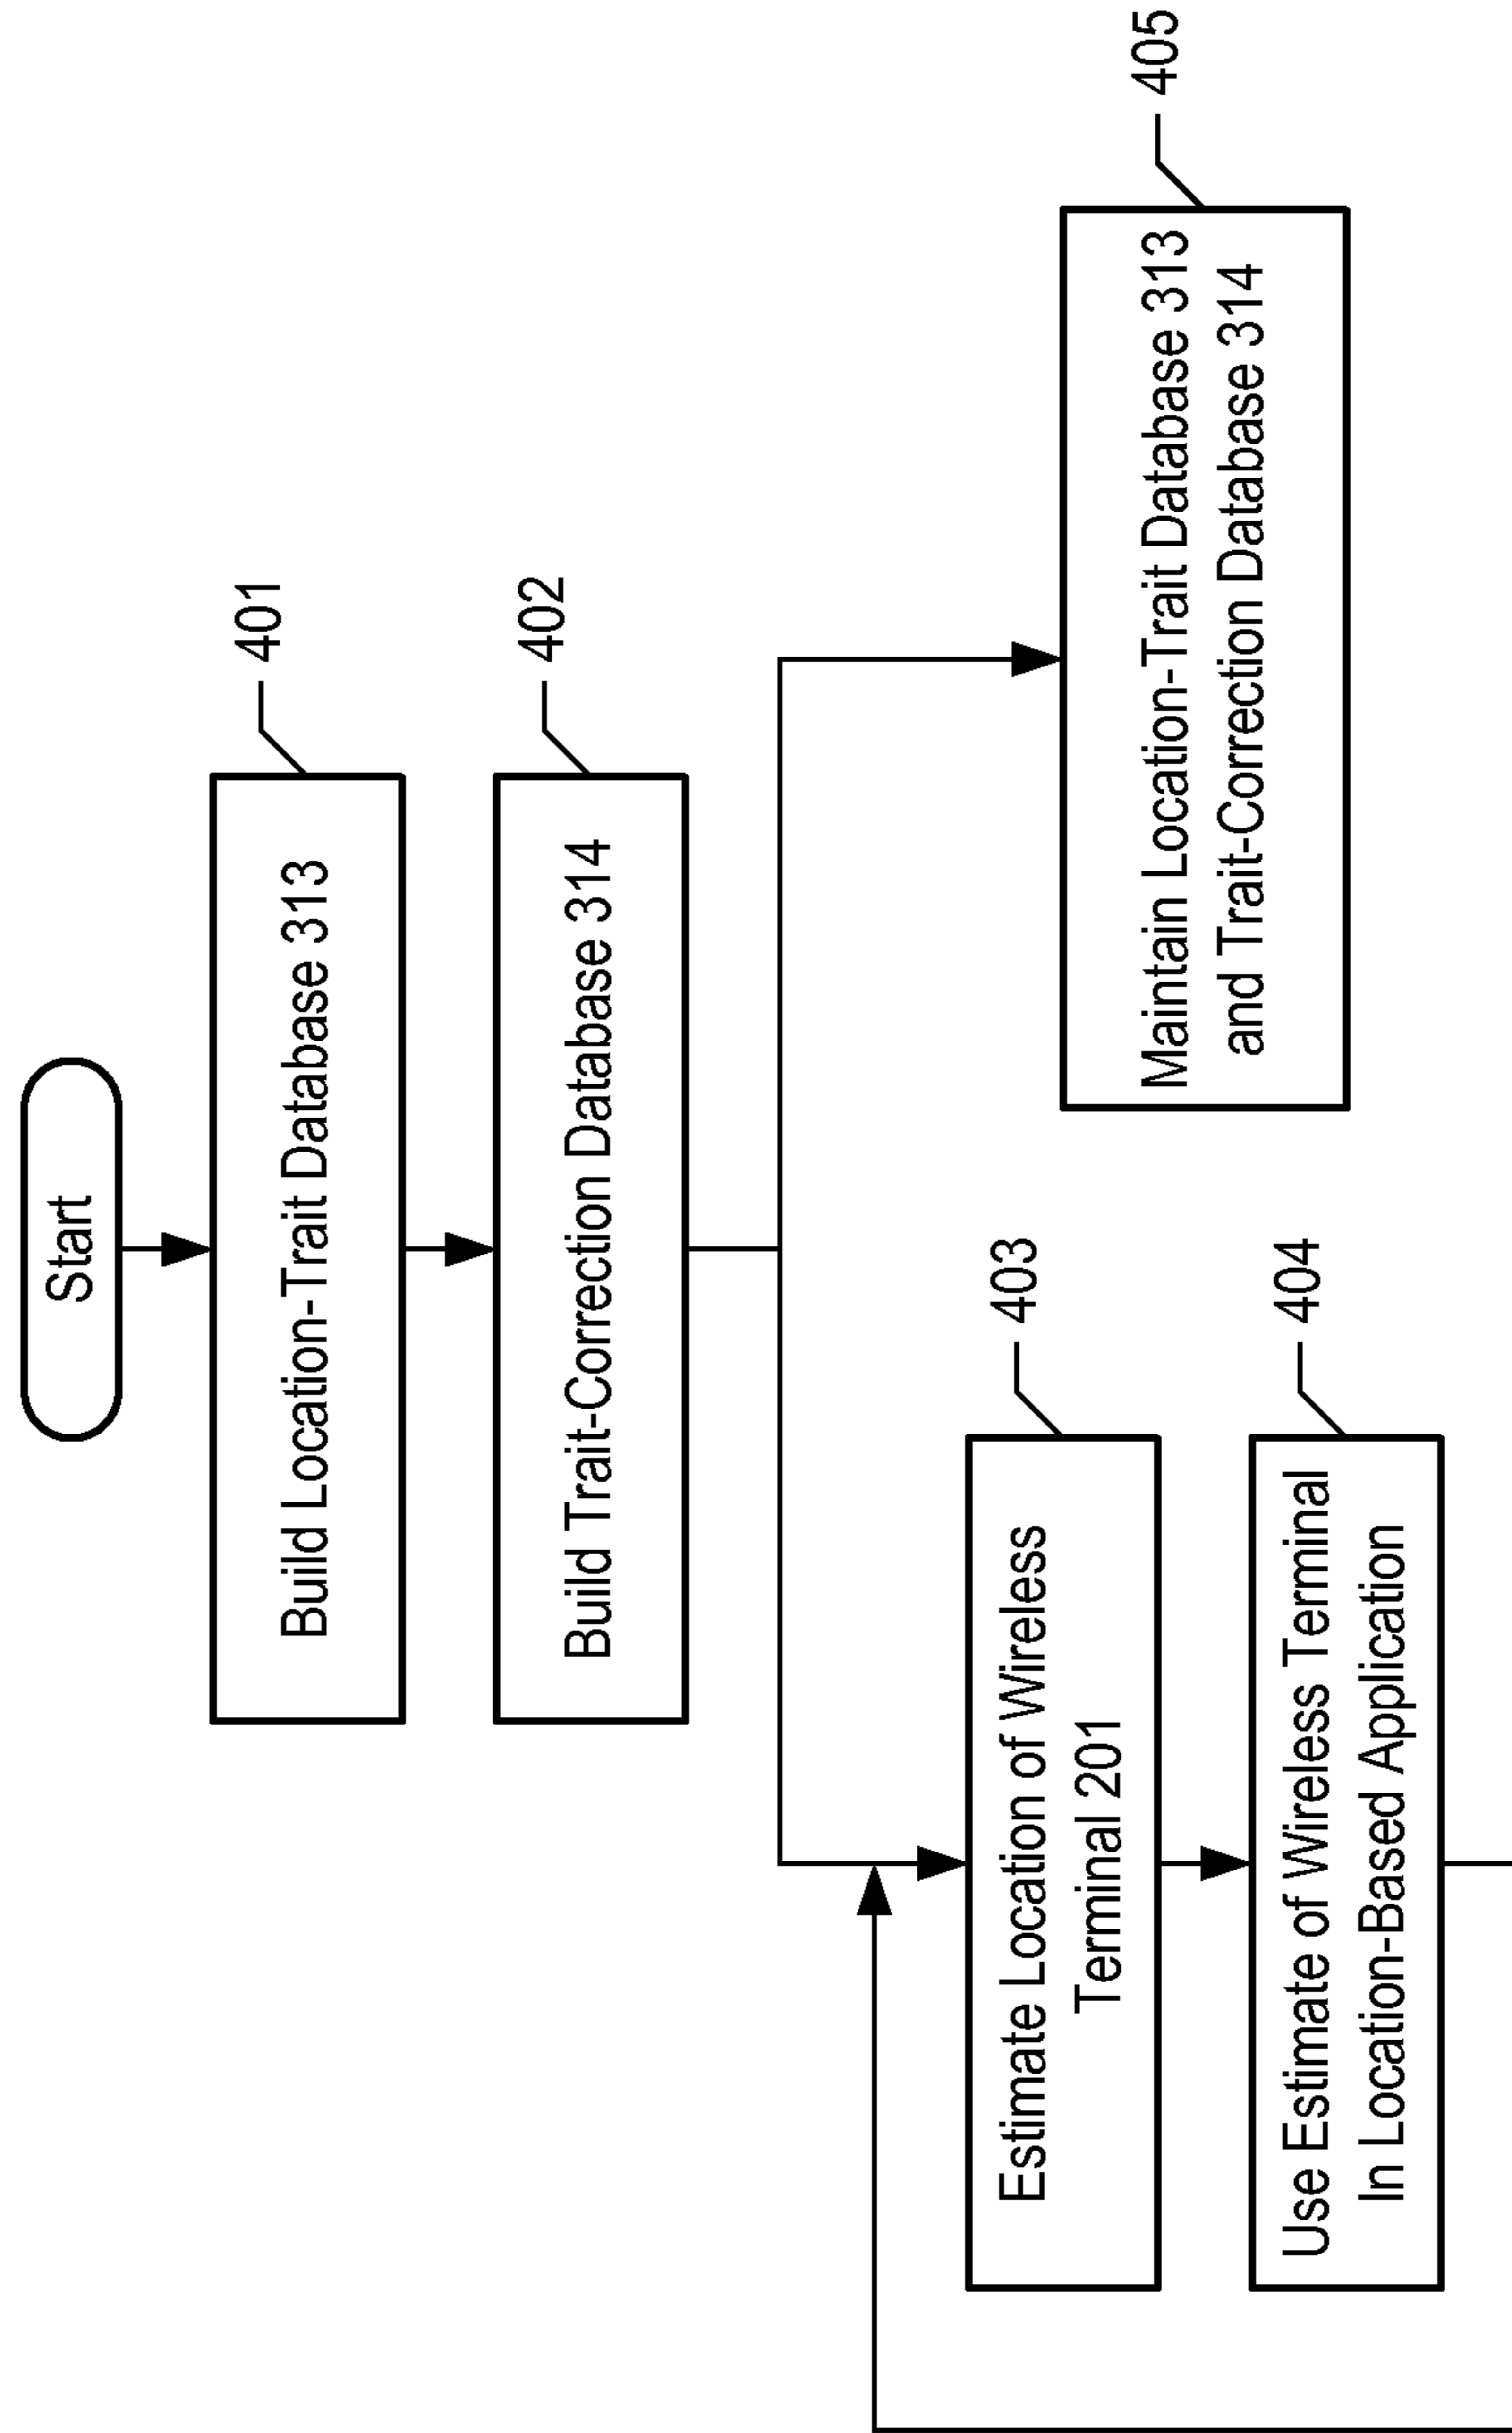 Start
Build Location-Trait Database 313
401
Build Trait-Correction Database 314
402
Estimate Location of Wireless
Terminal 201
403
Use Estimate of Wireless Terminal
In Location-Based Application
404
Maintain Location-Trait Database 313
and Trait-Correction Database 314
405